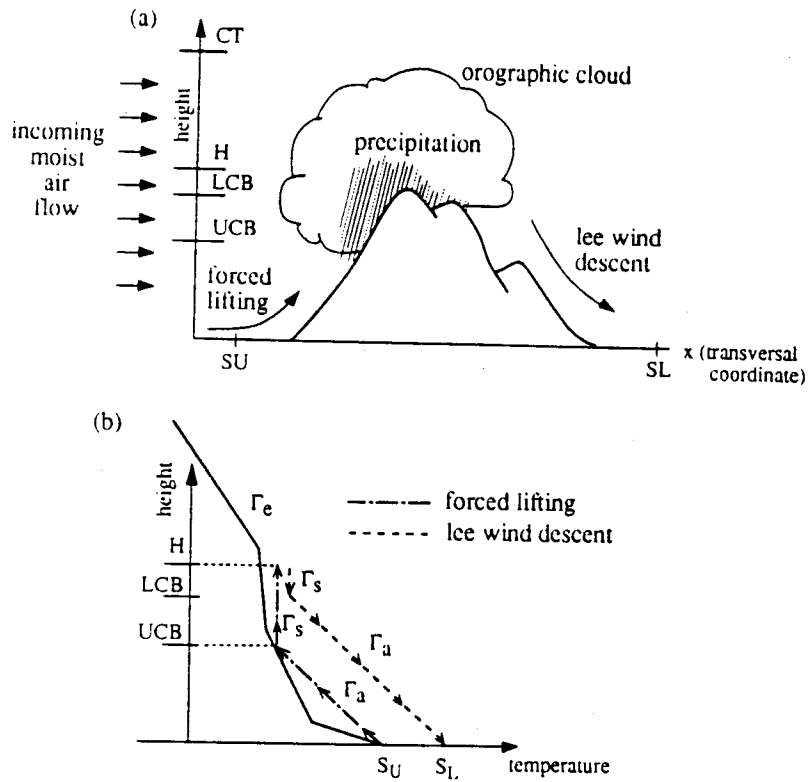 (a)
CT
height
H
LCB
UCB
incoming
moist
air
flow
orographic cloud
precipitation
forced
lifting
lee wind
descent
SU
SL
x (transversal
coordinate)
(b)
height
Γe
forced lifting
lee wind descent
H
LCB
UCB
Γs
Γs
Γa
Γa
SU
SL
temperature